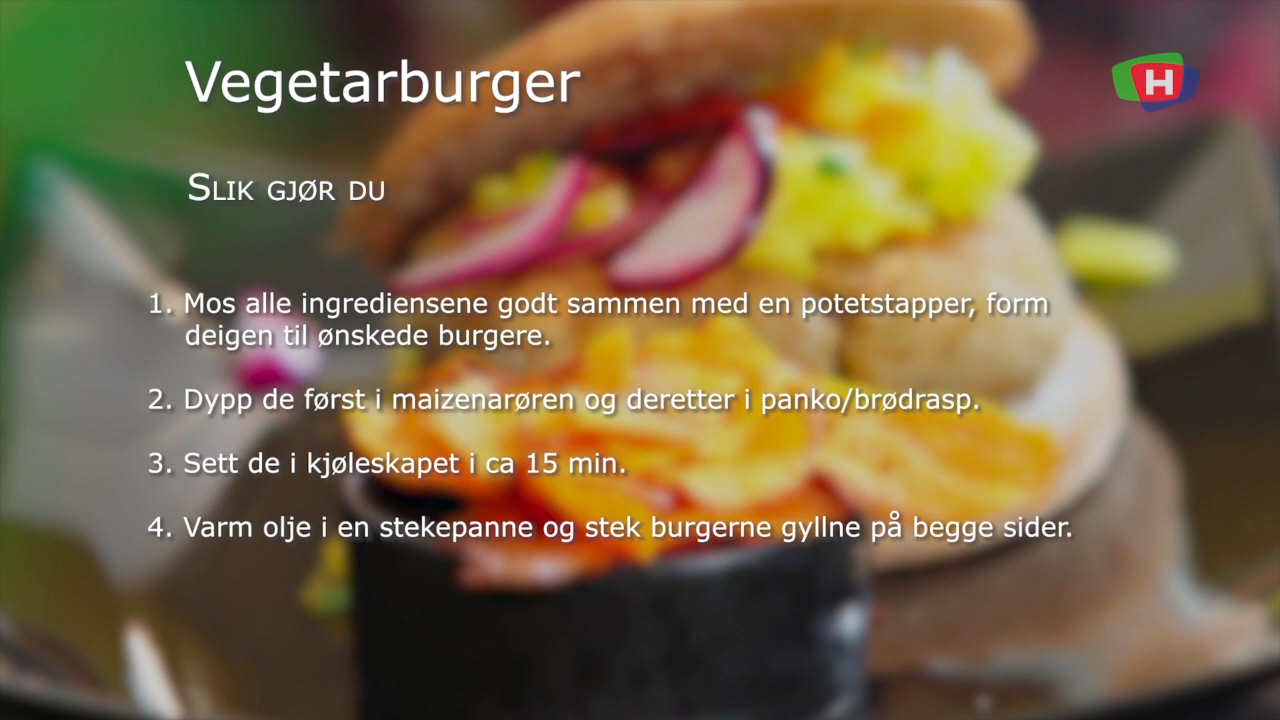 Vegetarburger
H
SLIK GJØR DU
1. Mos alle ingrediensene godt sammen med en potetstapper, form
deigen til ønskede burgere.
2. Dypp de først i maizenarøren og deretter i panko/brødrasp.
3. Sett de i kjøleskapet i ca 15 min.
4. Varm olje i en stekepanne og stek burgerne gyllne på begge sider.